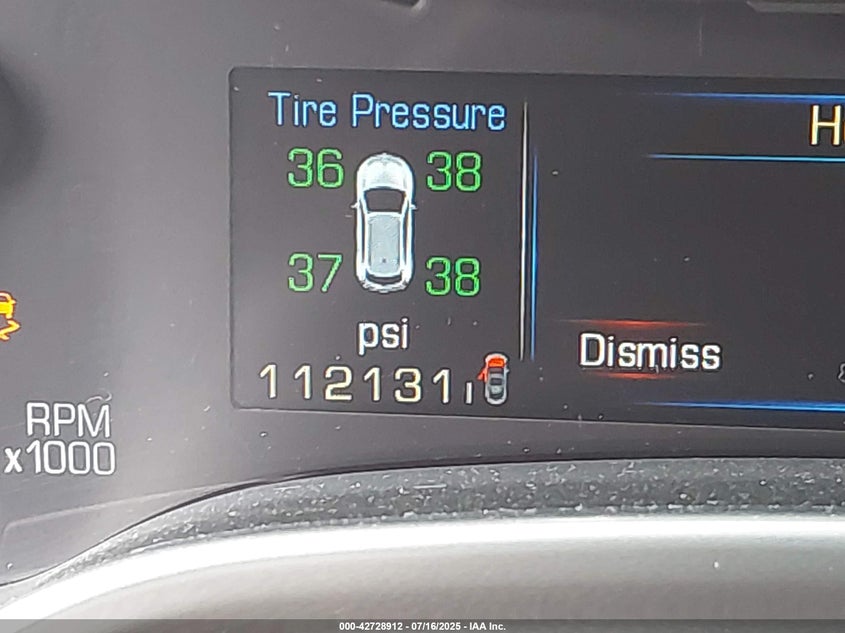 Tire Pressure
36 38
37 38
psi
112131
Dismiss
RPM
x1000
000-42728912 - 07/16/2025 - IAA Inc.